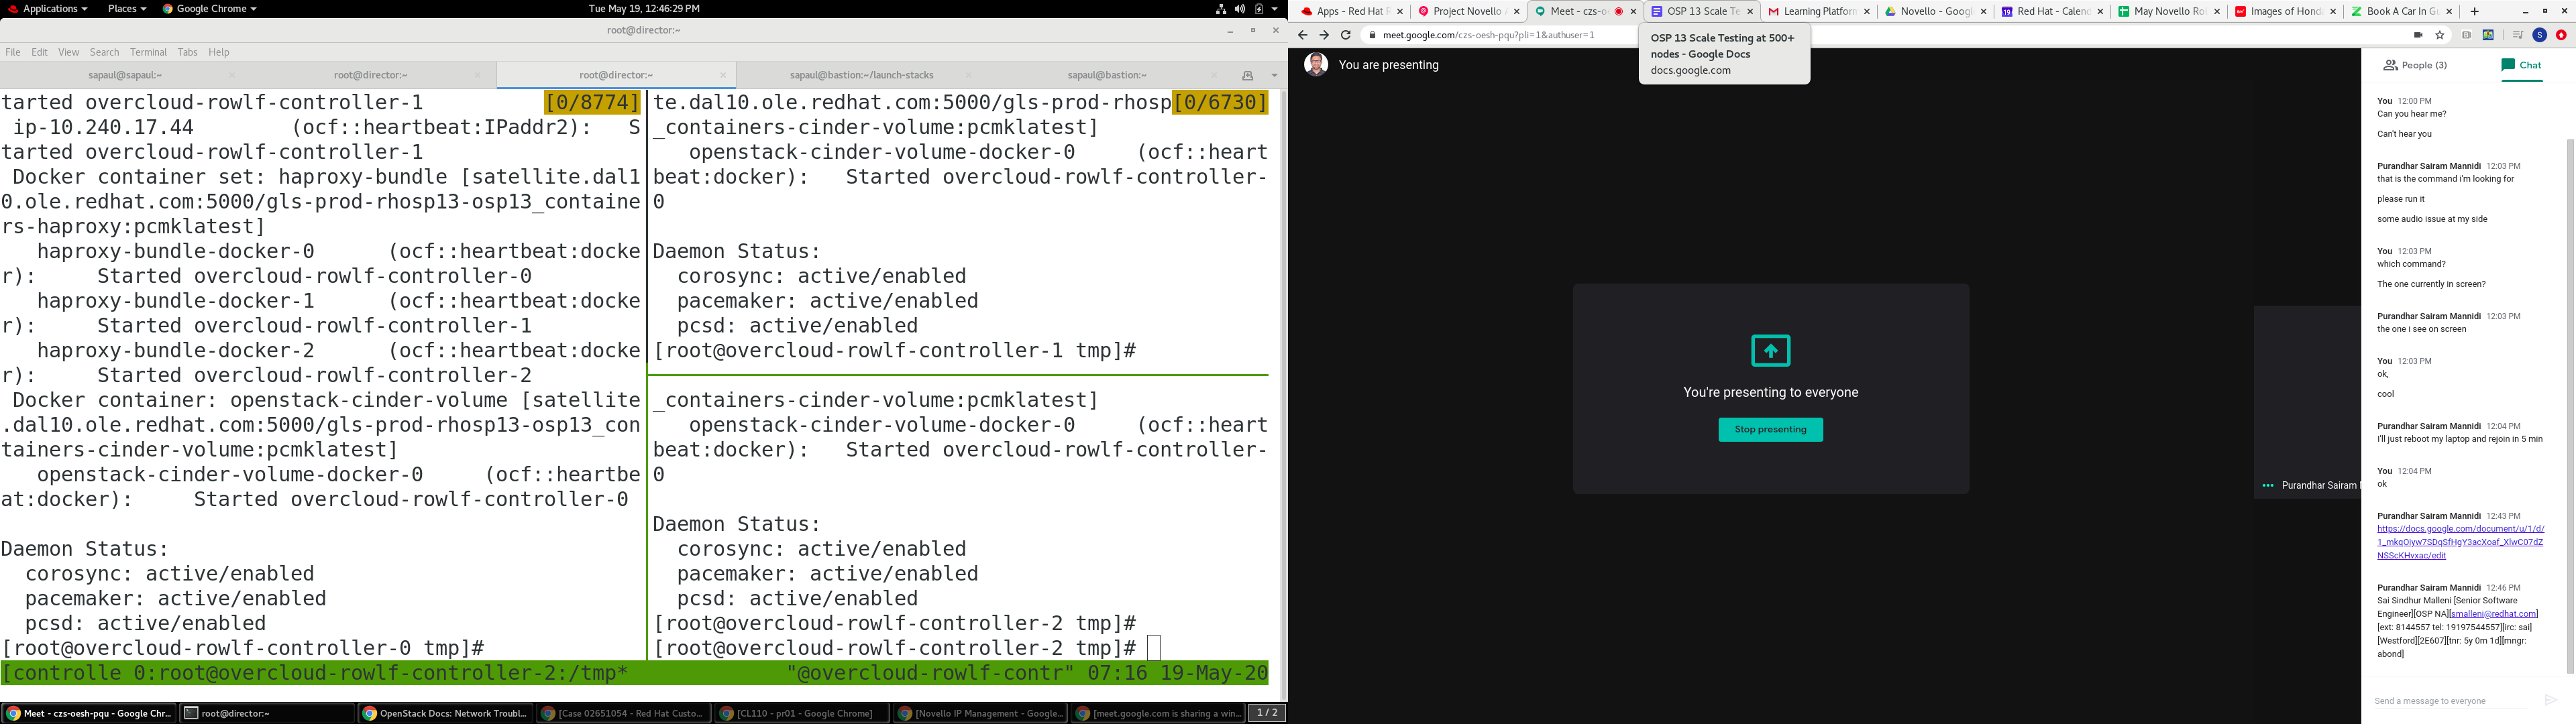 Applications
Places
Google Chrome
Tue May 19, 12:46:29 PM
root@director:~
File Edit View Search Terminal Tabs Help
sapaul@sapaul:~
root@director:~
root@director:~
sapaul@bastion:~/launch-stacks
sapaul@bastion:~
tarted overcloud-rowlf-controller-1 [0/8774]
ip-10.240.17.44 (ocf::heartbeat:IPaddr2): S
tarted overcloud-rowlf-controller-1
Docker container set: haproxy-bundle [satellite.dal1
0.ole.redhat.com:5000/gls-prod-rhosp13-osp13_containe
rs-haproxy:pcmklatest]
haproxy-bundle-docker-0 (ocf::heartbeat:docke
r): Started overcloud-rowlf-controller-0
haproxy-bundle-docker-1 (ocf::heartbeat:docke
r): Started overcloud-rowlf-controller-1
haproxy-bundle-docker-2 (ocf::heartbeat:docke
r): Started overcloud-rowlf-controller-2
Docker container: openstack-cinder-volume [satellite
.dal10.ole.redhat.com:5000/gls-prod-rhosp13-osp13_con
tainers-cinder-volume:pcmklatest]
openstack-cinder-volume-docker-0 (ocf::heartbe
at:docker): Started overcloud-rowlf-controller-0
Daemon Status:
corosync: active/enabled
pacemaker: active/enabled
pcsd: active/enabled
[root@overcloud-rowlf-controller-0 tmp]#
te.dal10.ole.redhat.com:5000/gls-prod-rhosp[0/6730]
_containers-cinder-volume:pcmklatest]
openstack-cinder-volume-docker-0 (ocf::heart
beat:docker): Started overcloud-rowlf-controller-
0
Daemon Status:
corosync: active/enabled
pacemaker: active/enabled
pcsd: active/enabled
[root@overcloud-rowlf-controller-1 tmp]#
_containers-cinder-volume:pcmklatest]
openstack-cinder-volume-docker-0 (ocf::heart
beat:docker): Started overcloud-rowlf-controller-
0
Daemon Status:
corosync: active/enabled
pacemaker: active/enabled
pcsd: active/enabled
[root@overcloud-rowlf-controller-2 tmp]#
[root@overcloud-rowlf-controller-2 tmp]#
[controlle 0:root@overcloud-rowlf-controller-2:/tmp* "@overcloud-rowlf-contr" 07:16 19-May-20
Meet - czs-oesh-pqu - Google Chr...
root@director:~
OpenStack Docs: Network Troubl...
[Case 02651054 - Red Hat Custo...
[CL110 - pr01 - Google Chrome]
[Novello IP Management - Google...
[meet.google.com is sharing a win...
1 / 2
Apps - Red Hat
Project Novello
Meet - czs-o
OSP 13 Scale Te
Learning Platform
Novello - Googl
Red Hat - Calend
May Novello Ro
Images of Hond
Book A Car In G
meet.google.com/czs-oesh-pqu?pli=1&authuser=1
OSP 13 Scale Testing at 500+
nodes - Google Docs
docs.google.com
You are presenting
You're presenting to everyone
Stop presenting
Purandhar Sairam
People (3)
Chat
You 12:00 PM
Can you hear me?
Can't hear you
Purandhar Sairam Mannidi 12:03 PM
that is the command i'm looking for
please run it
some audio issue at my side
You 12:03 PM
which command?
The one currently in screen?
Purandhar Sairam Mannidi 12:03 PM
the one i see on screen
You 12:03 PM
ok,
cool
Purandhar Sairam Mannidi 12:04 PM
I'll just reboot my laptop and rejoin in 5 min
You 12:04 PM
ok
Purandhar Sairam Mannidi 12:43 PM
https://docs.google.com/document/u/1/d/
1_mkqOiyw7SDqSfHgY3acXoaf_XlwC07dZ
NSScKHvxac/edit
Purandhar Sairam Mannidi 12:46 PM
Sai Sindhur Malleni [Senior Software
Engineer][OSP NA][smalleni@redhat.com]
[ext: 8144557 tel: 19197544557][irc: sai]
[Westford][2E607][tnr: 5y 0m 1d][mngr:
abond]
Send a message to everyone